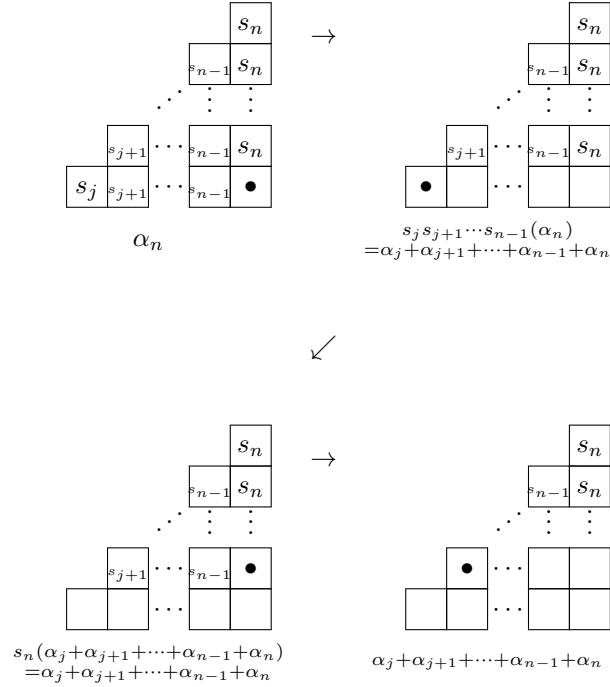 s_n → s_n
s_{n−1} s_n s_{n−1} s_n
⋰ ⋮ ⋮ ⋰ ⋮ ⋮
s_{j+1} ⋯ s_{n−1} s_n s_{j+1} ⋯ s_{n−1} s_n
s_j s_{j+1} ⋯ s_{n−1} • • ⋯
α_n
s_j s_{j+1} ⋯ s_{n−1}(α_n)
=α_j+α_{j+1}+⋯+α_{n−1}+α_n
↙
s_n → s_n
s_{n−1} s_n s_{n−1} s_n
⋰ ⋮ ⋮ ⋰ ⋮ ⋮
s_{j+1} ⋯ s_{n−1} • • ⋯
⋯ ⋯
s_n(α_j+α_{j+1}+⋯+α_{n−1}+α_n)
=α_j+α_{j+1}+⋯+α_{n−1}+α_n
α_j+α_{j+1}+⋯+α_{n−1}+α_n